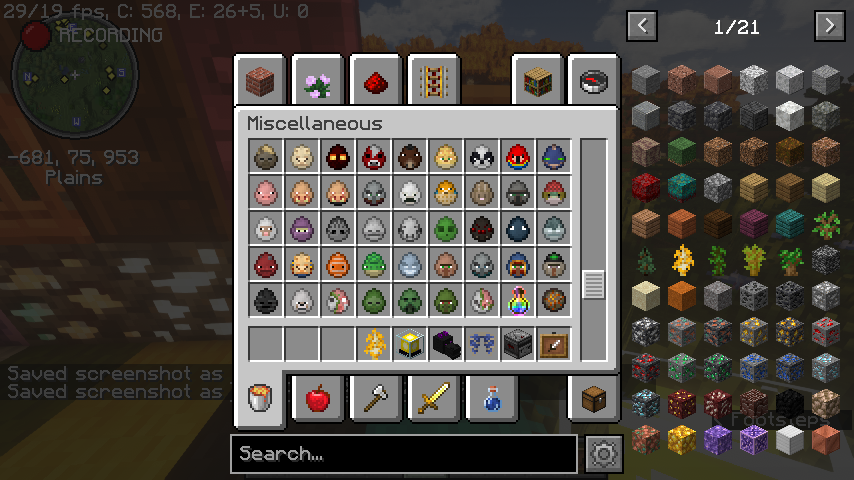 29/19 fps, C: 568, E: 26+5, U: 0
RECORDING
1/21
Miscellaneous
N
S
-681, 75, 953
Plains
Saved screenshot as
Saved screenshot as
Footsteps
Search...